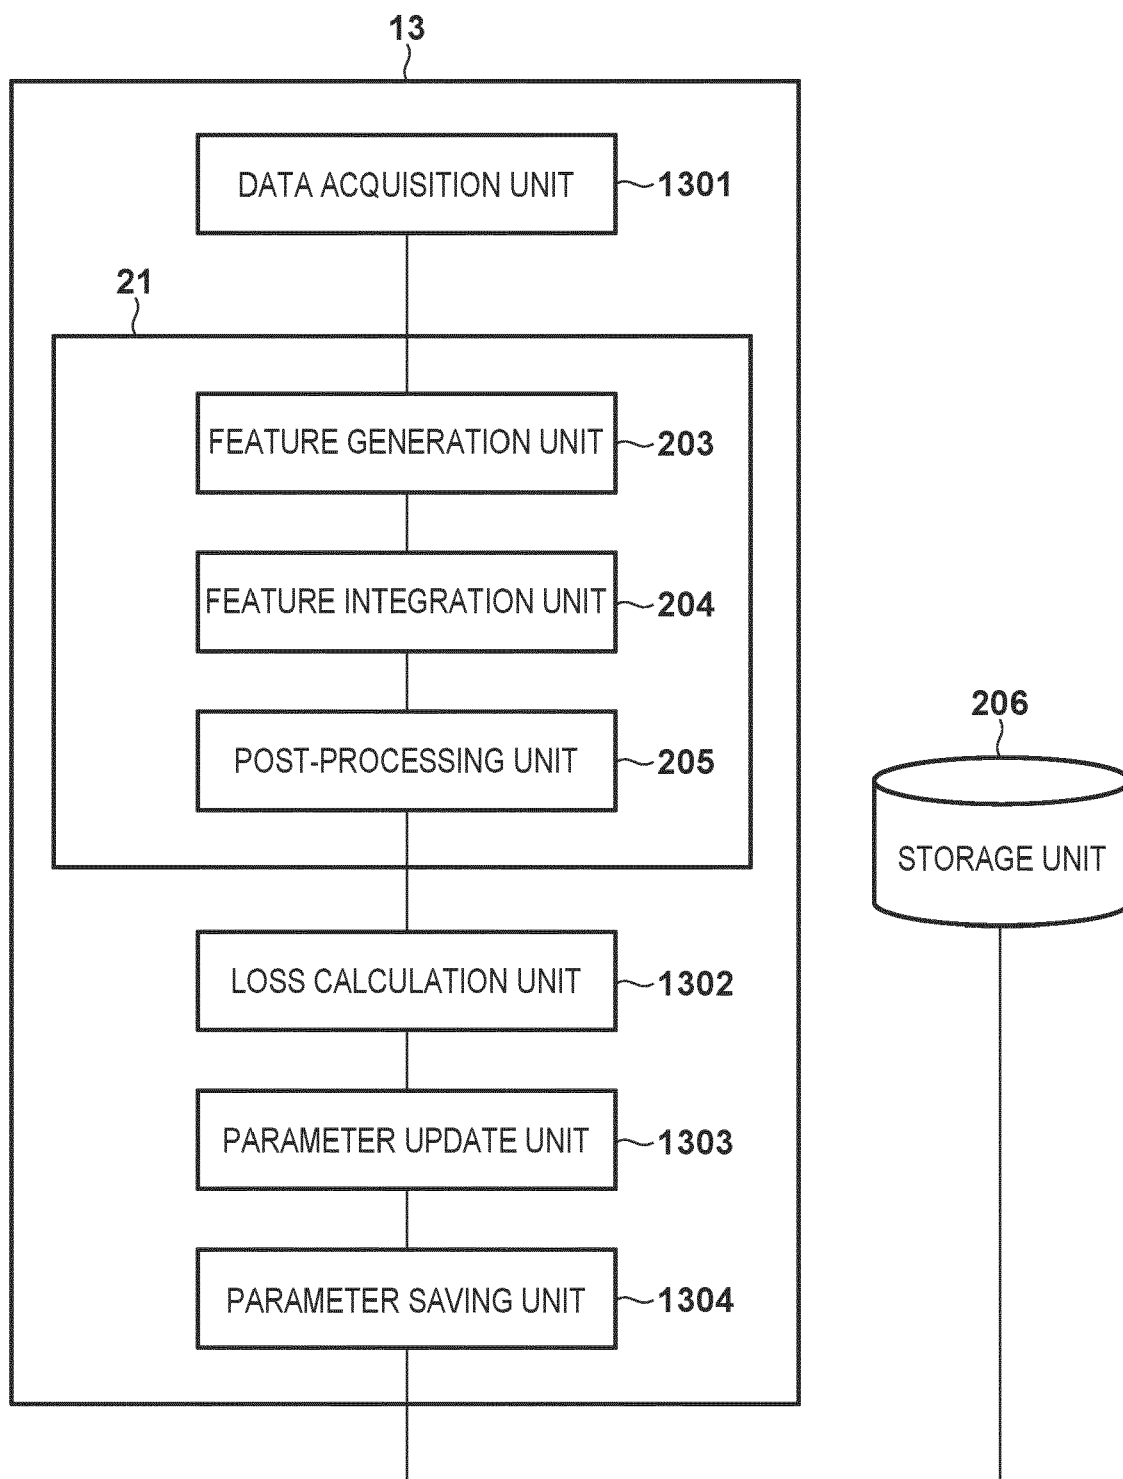 13
DATA ACQUISITION UNIT
1301
21
FEATURE GENERATION UNIT
203
FEATURE INTEGRATION UNIT
204
POST-PROCESSING UNIT
205
206
STORAGE UNIT
LOSS CALCULATION UNIT
1302
PARAMETER UPDATE UNIT
1303
PARAMETER SAVING UNIT
1304